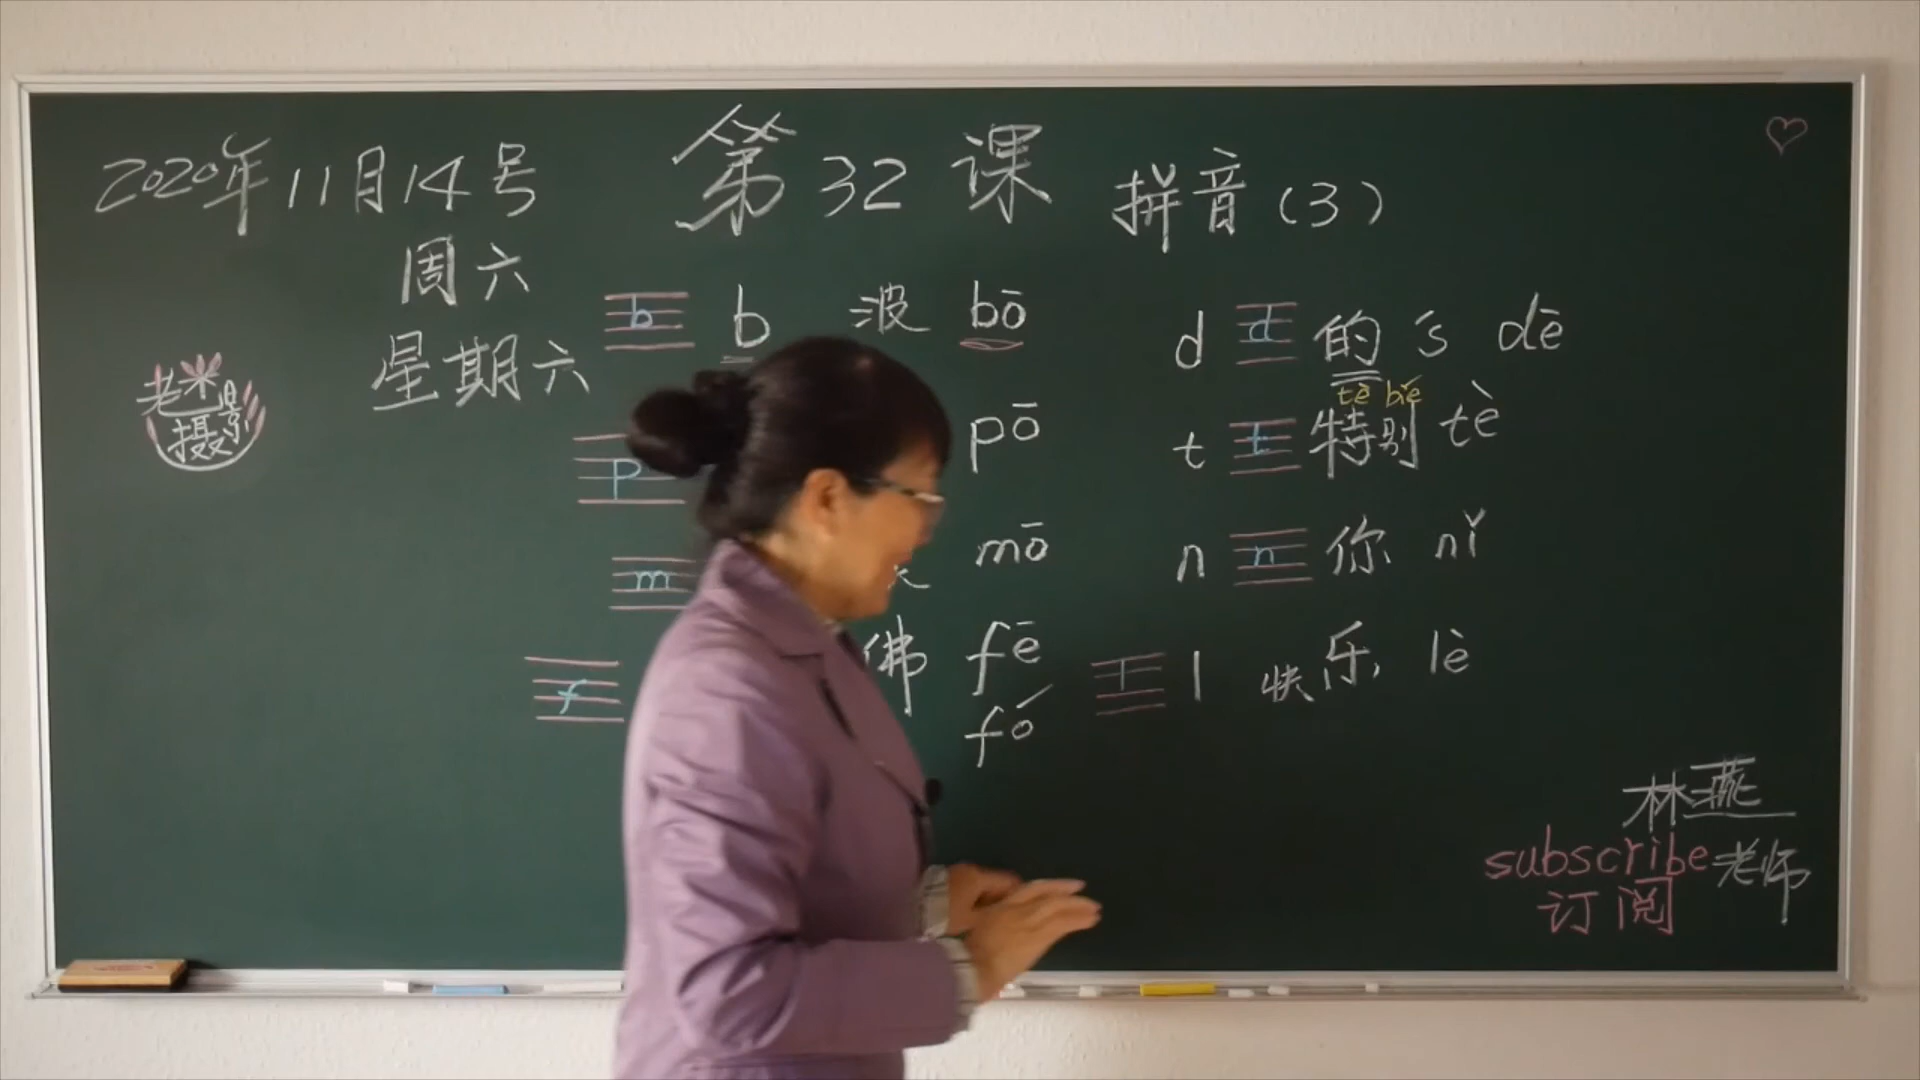 2020年11月14号 第32课 拼音(3)
周六
星期六
老米
摄影
b b 波 bō
p pō
m mō
f 佛 fē
fó
d d 的 's dē
tè bié
t t 特别 tè
n n 你 nǐ
l l 快乐, lè
林燕
subscribe 老师
订阅